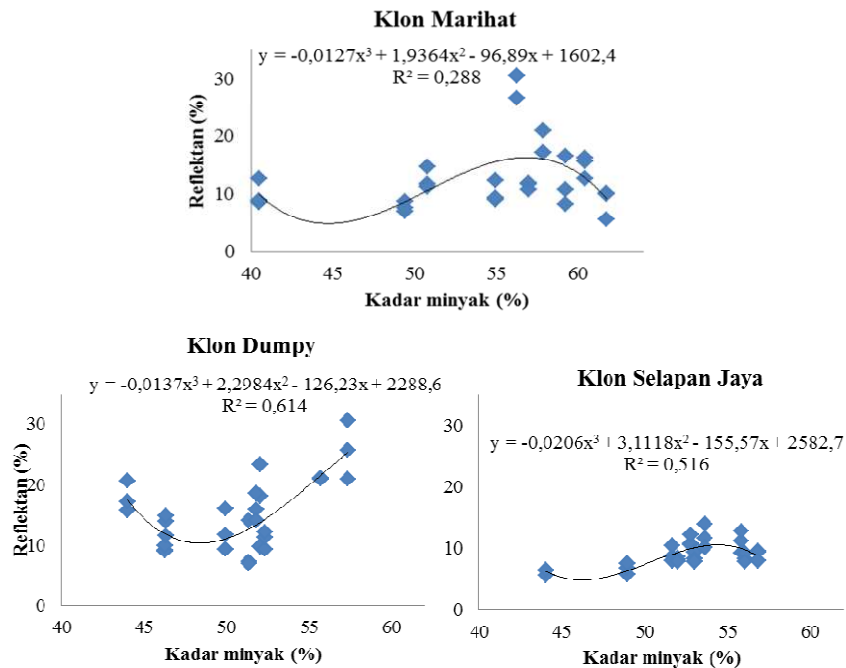 Klon Marihat
y = -0,0127x³ + 1,9364x² - 96,89x + 1602,4
R² = 0,288
30
20
10
0
Reflektan (%)
40 45 50 55 60
Kadar minyak (%)
Klon Dumpy
y = -0,0137x³ + 2,2984x² - 126,23x + 2288,6
R² = 0,614
30
20
10
0
Reflektan (%)
40 45 50 55 60
Kadar minyak (%)
Klon Selapan Jaya
y = -0,0206x³ + 3,1118x² - 155,57x + 2582,7
R² = 0,516
30
20
10
0
40 45 50 55 60
Kadar minyak (%)